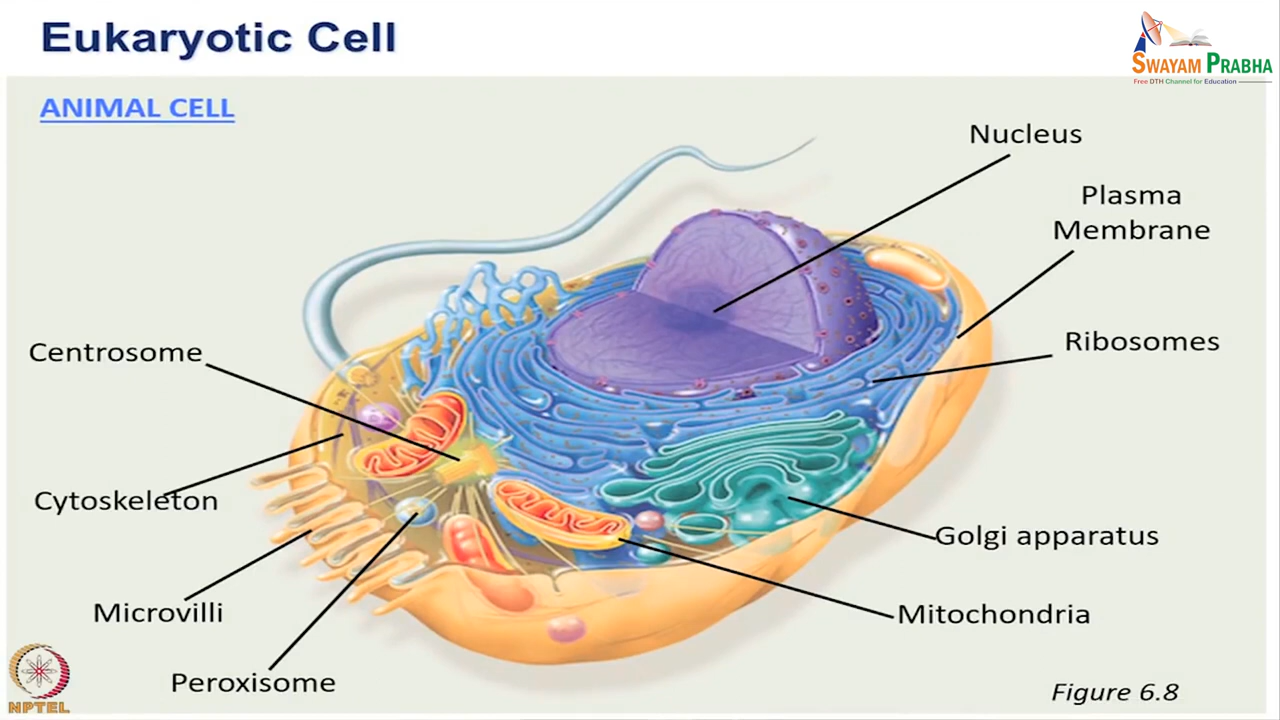 Eukaryotic Cell
SWAYAM PRABHA
Free DTH Channel for Education
ANIMAL CELL
Nucleus
Plasma
Membrane
Ribosomes
Centrosome
Cytoskeleton
Golgi apparatus
Microvilli
Mitochondria
Peroxisome
Figure 6.8
NPTEL